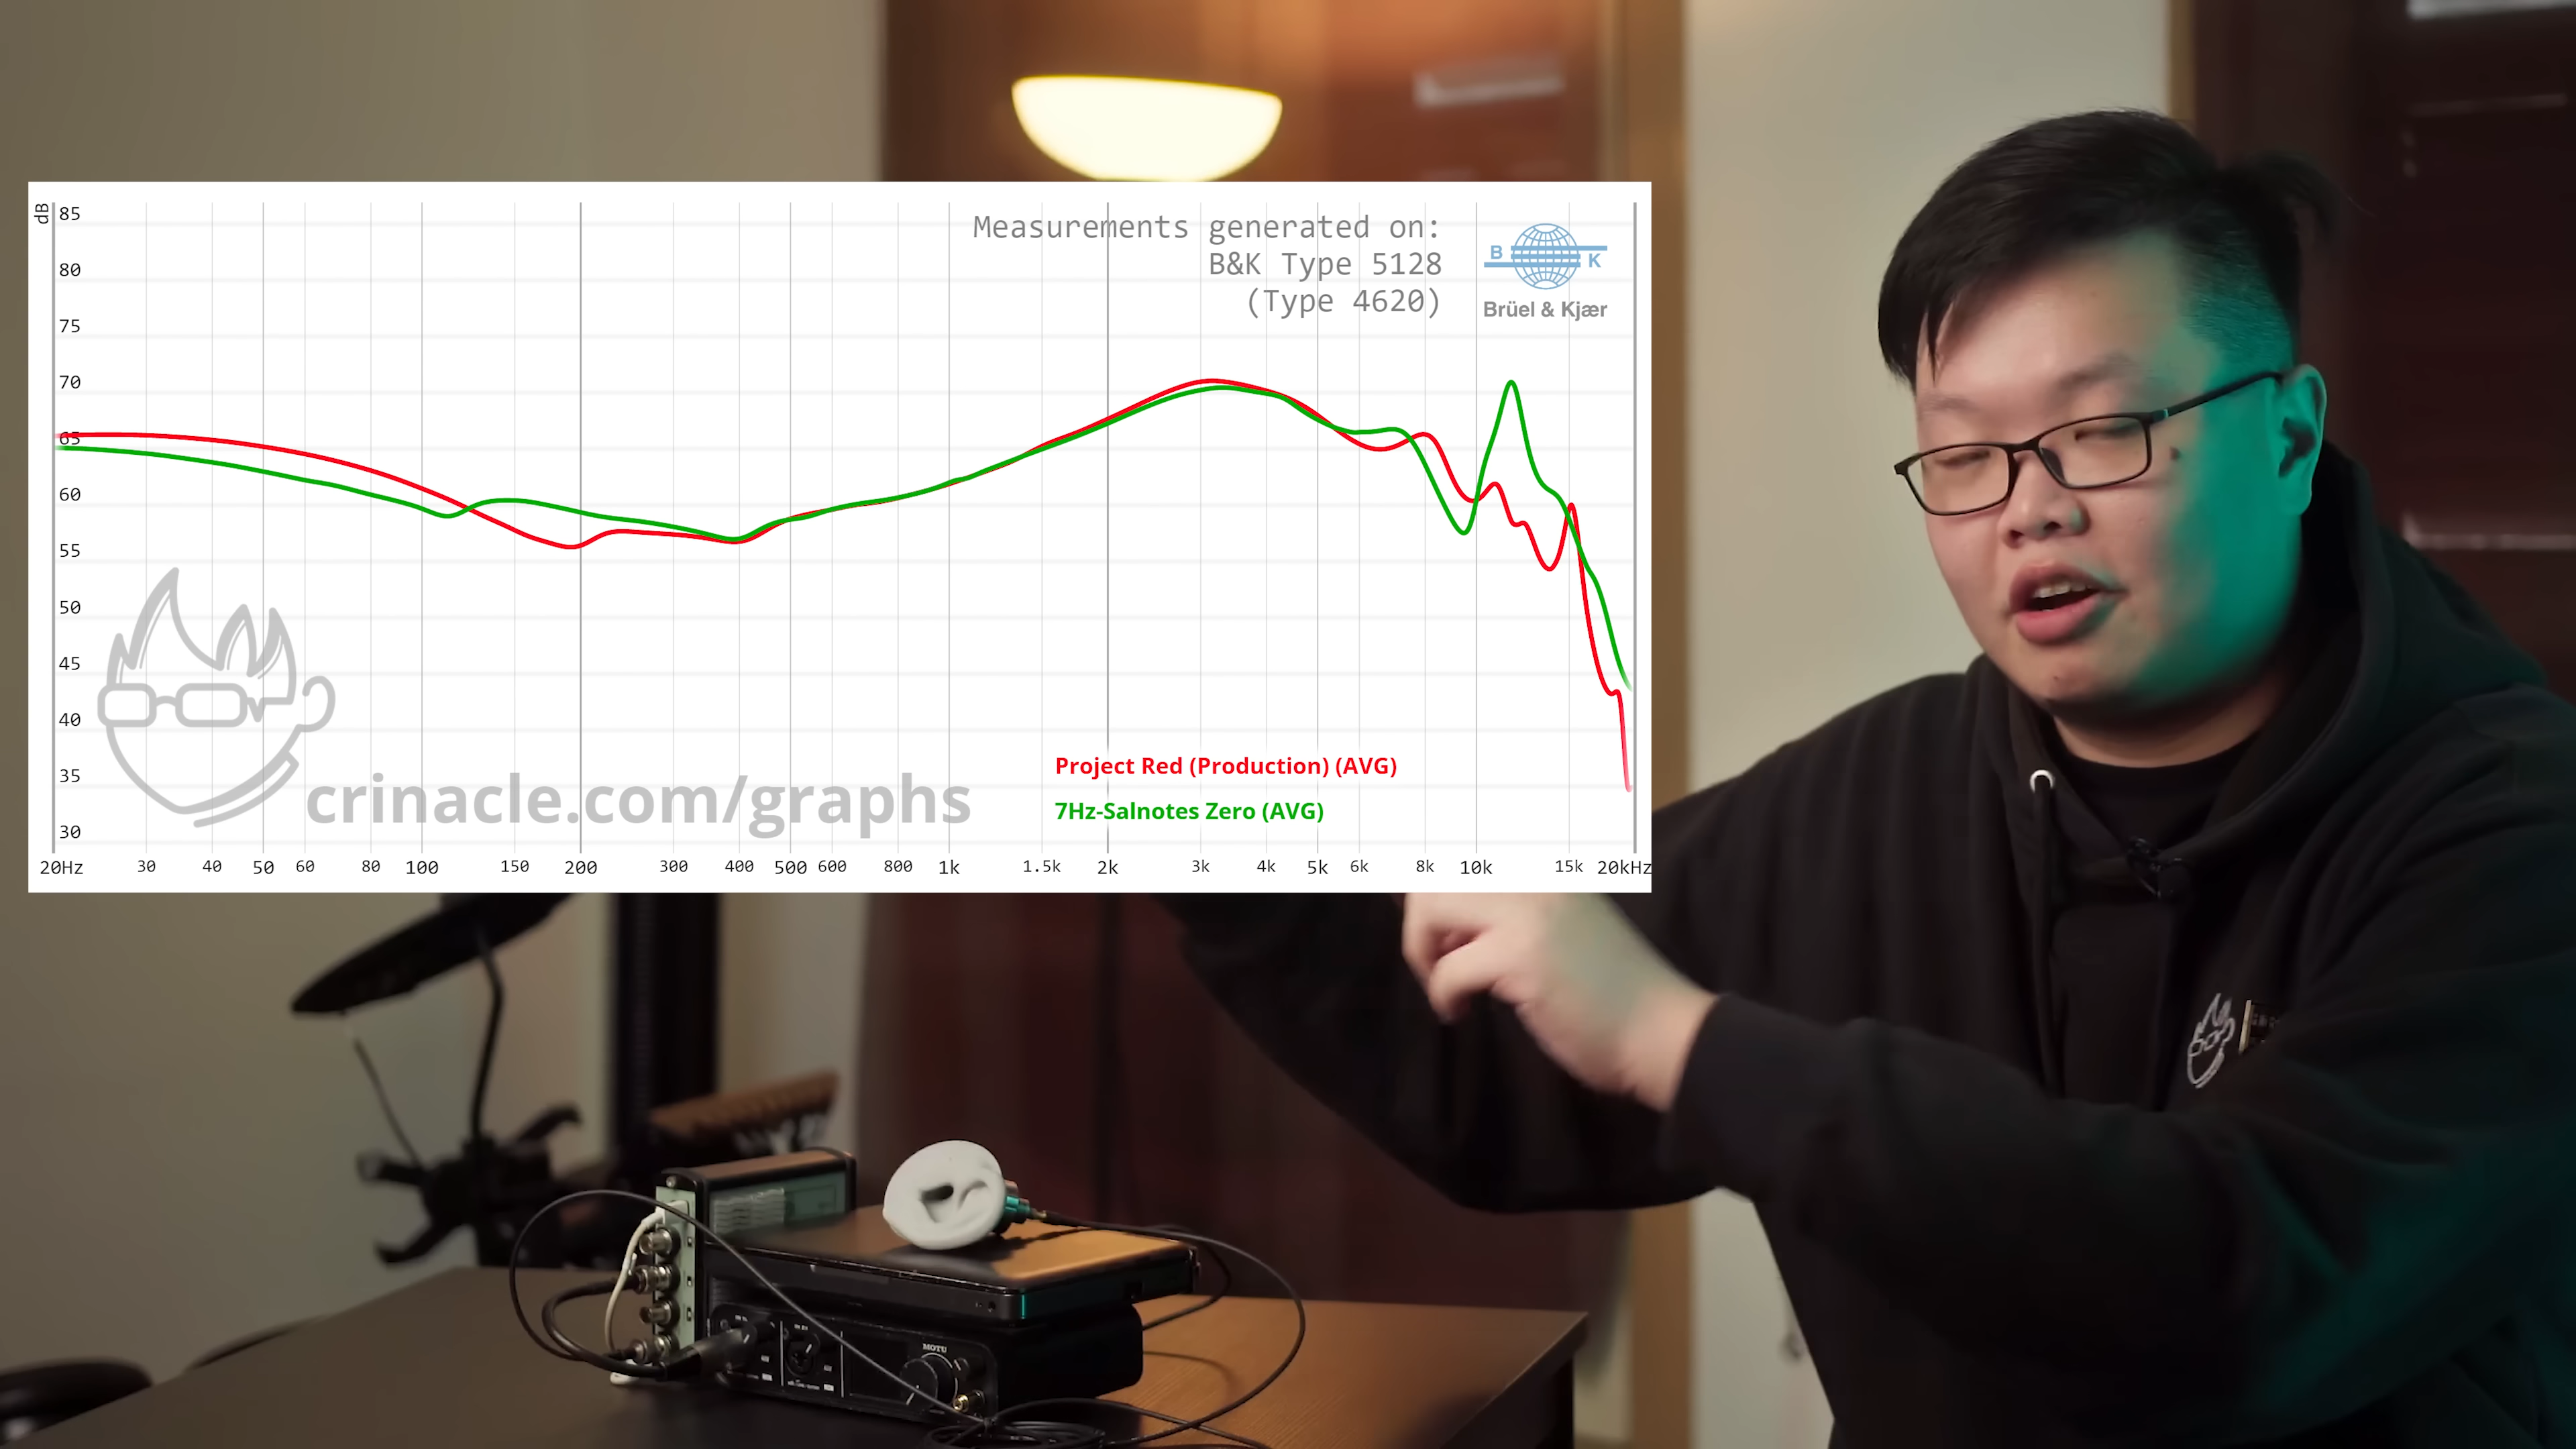 dB
85
80
75
70
65
60
55
50
45
40
35
30
Measurements generated on:
B&K Type 5128
(Type 4620)
B K
Brüel & Kjær
crinacle.com/graphs
Project Red (Production) (AVG)
7Hz-Salnotes Zero (AVG)
20Hz 30 40 50 60 80 100 150 200 300 400 500 600 800 1k 1.5k 2k 3k 4k 5k 6k 8k 10k 15k 20kHz
MOTU